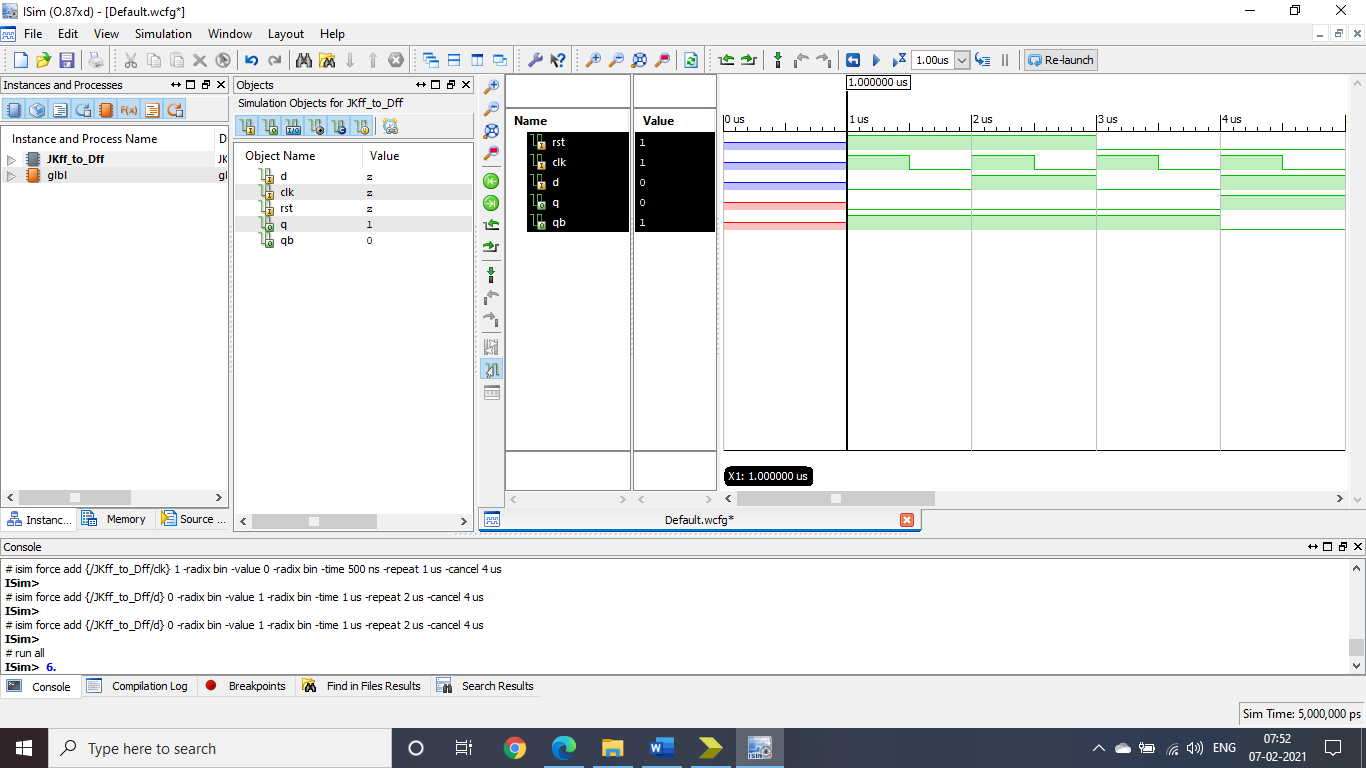 ISim (O.87xd) - [Default.wcfg*]
File Edit View Simulation Window Layout Help
1.00us Re-launch
Instances and Processes
Instance and Process Name D
JKff_to_Dff JK
glbl gl
Instanc... Memory Source ...
Objects
Simulation Objects for JKff_to_Dff
Object Name Value
d z
clk z
rst z
q 1
qb 0
Name Value
rst 1
clk 1
d 0
q 0
qb 1
1.000000 us
0 us 1 us 2 us 3 us 4 us
X1: 1.000000 us
Default.wcfg*
Console
# isim force add {/JKff_to_Dff/clk} 1 -radix bin -value 0 -radix bin -time 500 ns -repeat 1 us -cancel 4 us
ISim>
# isim force add {/JKff_to_Dff/d} 0 -radix bin -value 1 -radix bin -time 1 us -repeat 2 us -cancel 4 us
ISim>
# isim force add {/JKff_to_Dff/d} 0 -radix bin -value 1 -radix bin -time 1 us -repeat 2 us -cancel 4 us
ISim>
# run all
ISim> 6.
Console Compilation Log Breakpoints Find in Files Results Search Results
Sim Time: 5,000,000 ps
Type here to search
ENG
07:52
07-02-2021